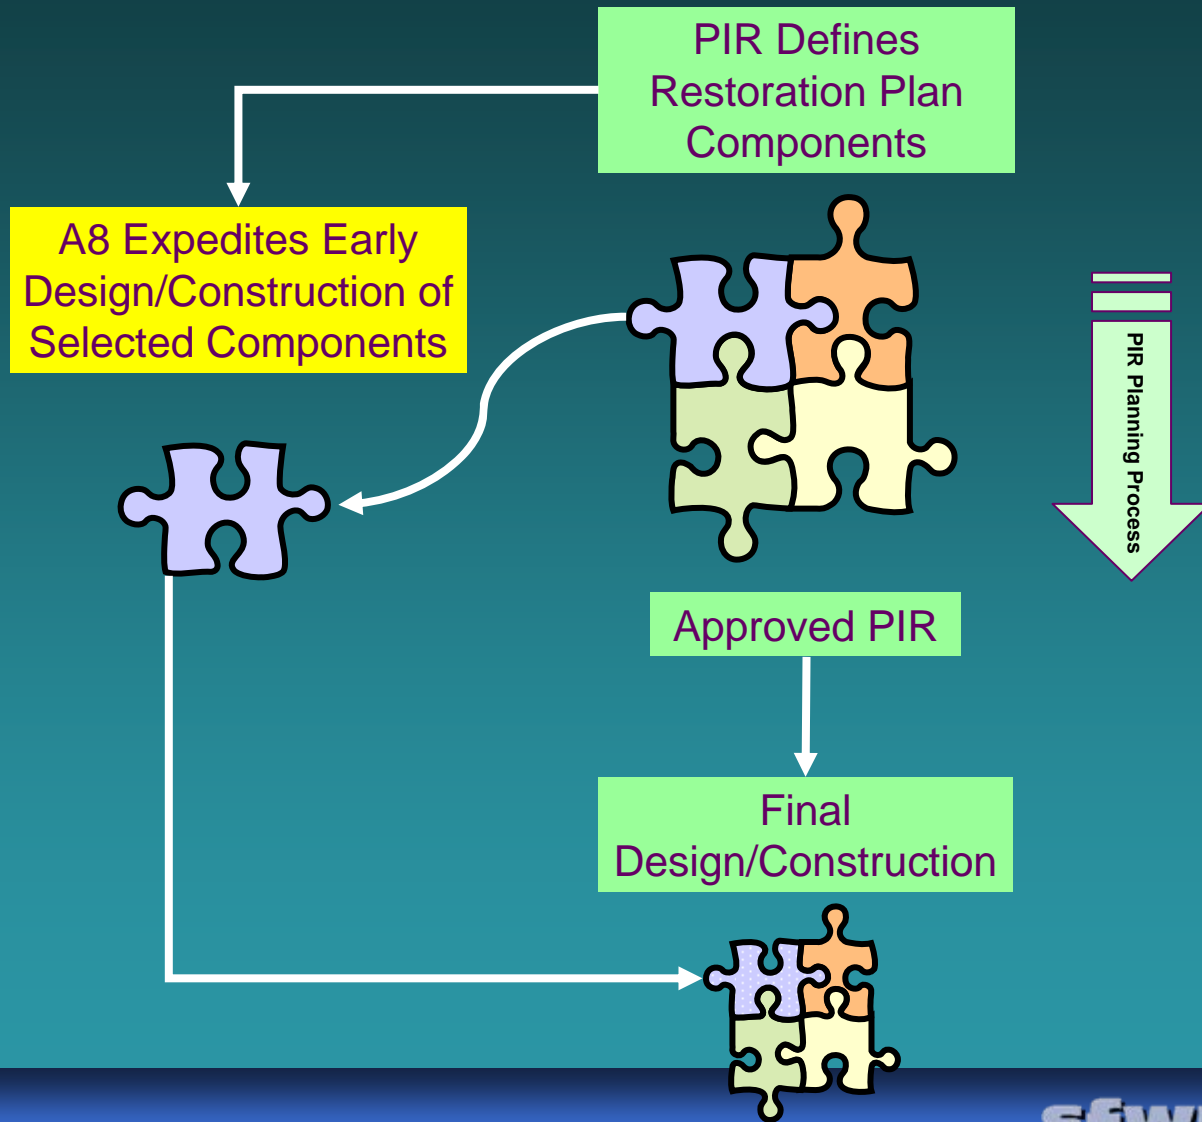 PIR Defines
Restoration Plan
Components
A8 Expedites Early
Design/Construction of
Selected Components
PIR Planning Process
Approved PIR
Final
Design/Construction